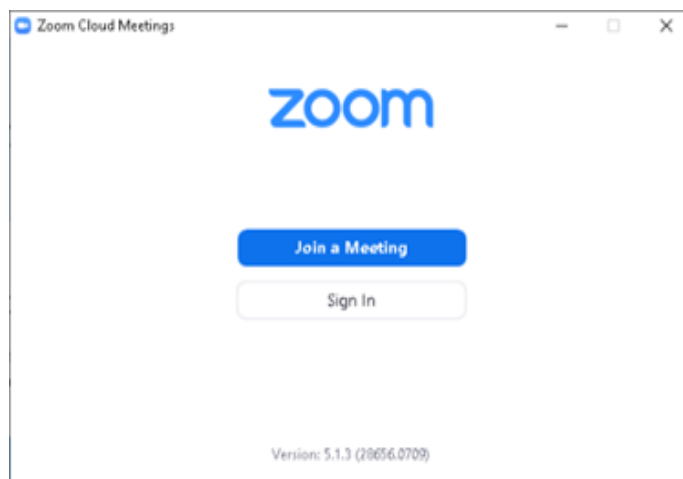 Zoom Cloud Meetings
zoom
Join a Meeting
Sign In
Version: 5.1.3 (28656.0709)